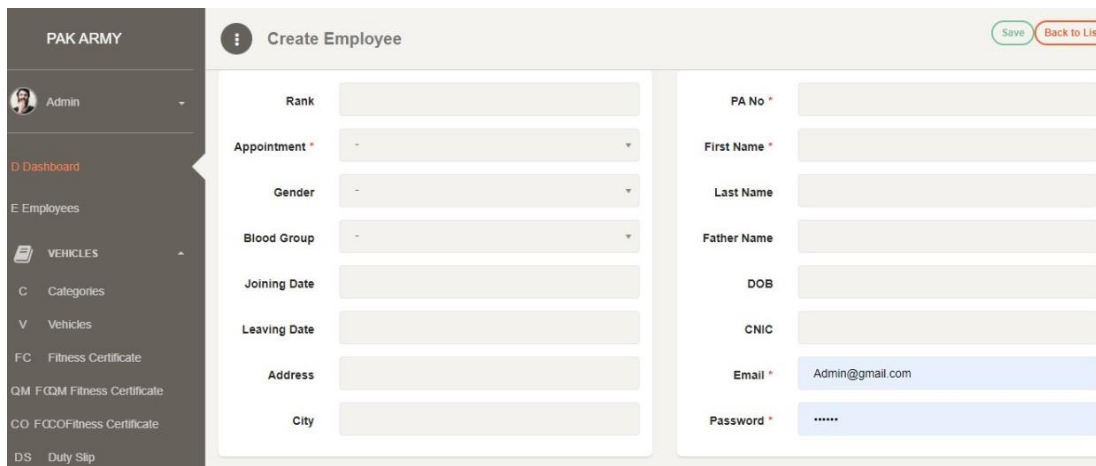 PAK ARMY
Create Employee
Save
Back to Lis
Admin
D Dashboard
E Employees
VEHICLES
C Categories
V Vehicles
FC Fitness Certificate
QM FCQM Fitness Certificate
CO FCCOFitness Certificate
DS Duty Slip
Rank
Appointment * -
Gender -
Blood Group -
Joining Date
Leaving Date
Address
City
PA No *
First Name *
Last Name
Father Name
DOB
CNIC
Email * Admin@gmail.com
Password * ••••••